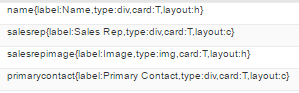 name{label:Name,type:div,card:T,layout:h}
salesrep{label:Sales Rep,type:div,card:T,layout:c}
salesrepimage{label:Image,type:img,card:T,layout:h}
primarycontact{label:Primary Contact,type:div,card:T,layout:c}